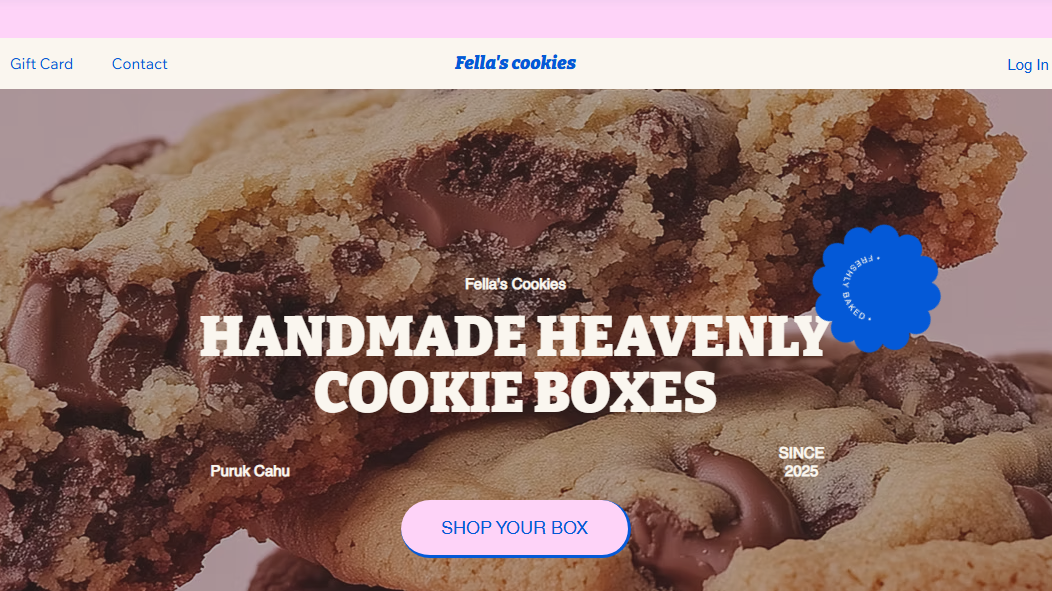 Gift Card
Contact
Fella's cookies
Log In
Fella's Cookies
HANDMADE HEAVENLY
COOKIE BOXES
• FRESHLY BAKED •
Puruk Cahu
SINCE
2025
SHOP YOUR BOX